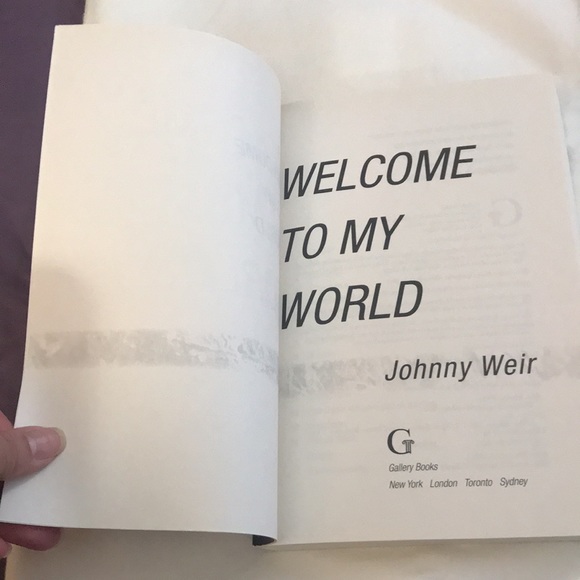 WELCOME
TO MY
WORLD
Johnny Weir
G
Gallery Books
New York London Toronto Sydney